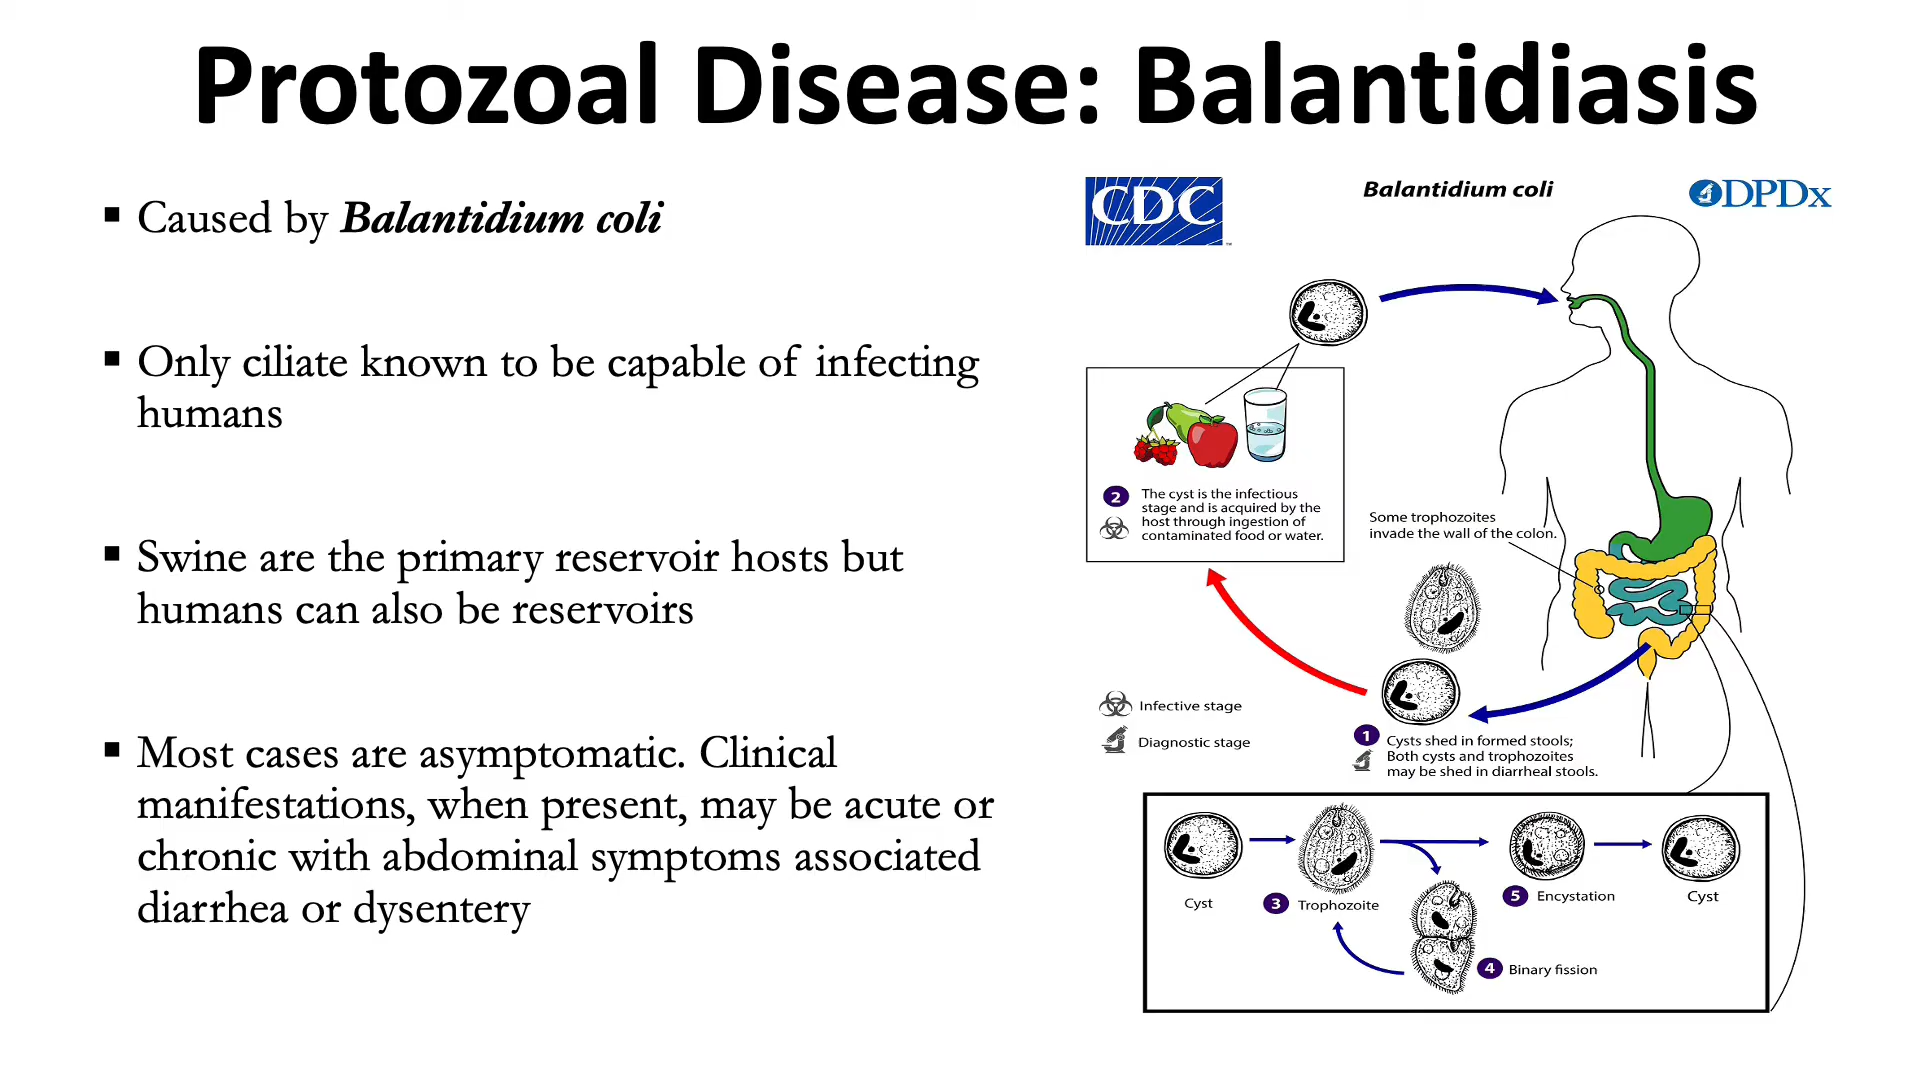 Protozoal Disease: Balantidiasis
▪ Caused by Balantidium coli
▪ Only ciliate known to be capable of infecting
humans
▪ Swine are the primary reservoir hosts but
humans can also be reservoirs
▪ Most cases are asymptomatic. Clinical
manifestations, when present, may be acute or
chronic with abdominal symptoms associated
diarrhea or dysentery
CDC
TM
Balantidium coli
DPDx
2 The cyst is the infectious
stage and is acquired by the
host through ingestion of
contaminated food or water.
Some trophozoites
invade the wall of the colon.
Infective stage
Diagnostic stage
1 Cysts shed in formed stools;
Both cysts and trophozoites
may be shed in diarrheal stools.
Cyst
3 Trophozoite
4 Binary fission
5 Encystation
Cyst